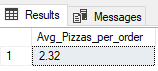 Results Messages
Avg_Pizzas_per_order
1 2.32